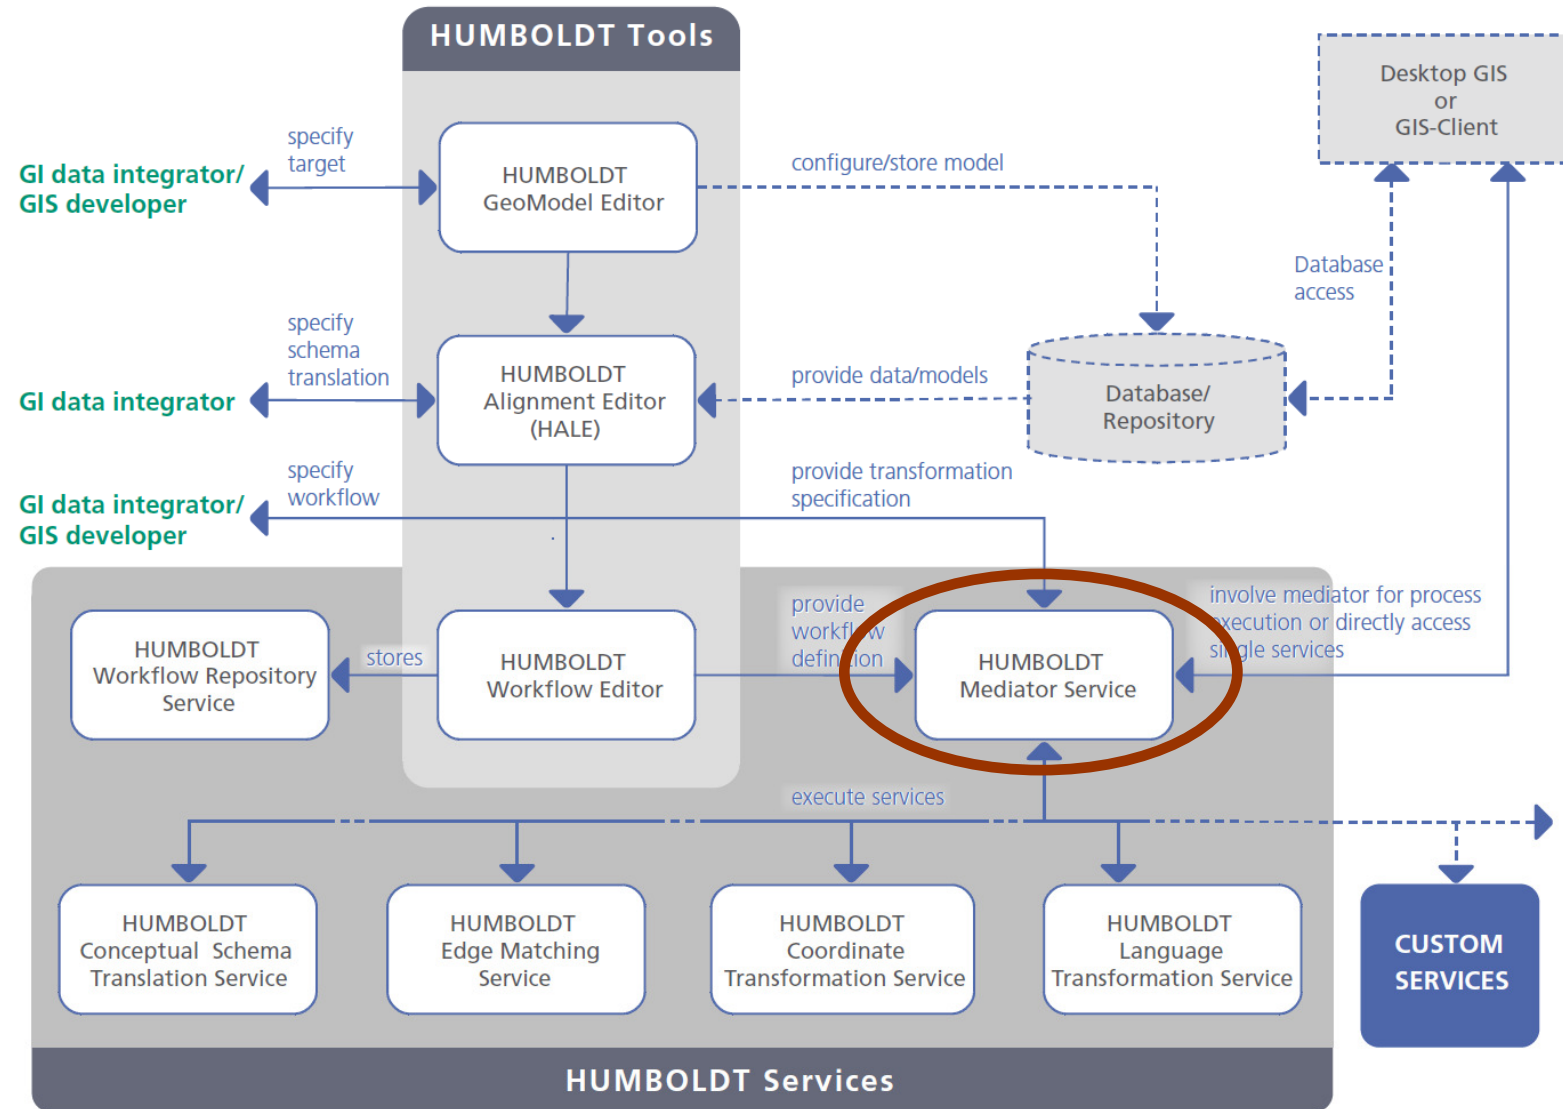 HUMBOLDT Tools
Desktop GIS
or
GIS-Client
specify
target
GI data integrator/
GIS developer
HUMBOLDT
GeoModel Editor
configure/store model
Database
access
specify
schema
translation
GI data integrator
HUMBOLDT
Alignment Editor
(HALE)
provide data/models
Database/
Repository
specify
workflow
GI data integrator/
GIS developer
provide transformation
specification
HUMBOLDT
Workflow Repository
Service
stores
HUMBOLDT
Workflow Editor
provide
workflow
definition
HUMBOLDT
Mediator Service
involve mediator for process
execution or directly access
single services
execute services
HUMBOLDT
Conceptual Schema
Translation Service
HUMBOLDT
Edge Matching
Service
HUMBOLDT
Coordinate
Transformation Service
HUMBOLDT
Language
Transformation Service
CUSTOM
SERVICES
HUMBOLDT Services